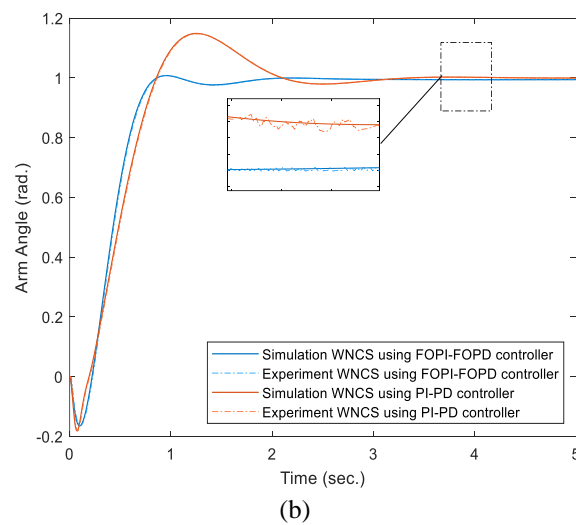 1.2
1
0.8
0.6
0.4
0.2
0
-0.2
Arm Angle (rad.)
Simulation WNCS using FOPI-FOPD controller
Experiment WNCS using FOPI-FOPD controller
Simulation WNCS using PI-PD controller
Experiment WNCS using PI-PD controller
0 1 2 3 4 5
Time (sec.)
(b)